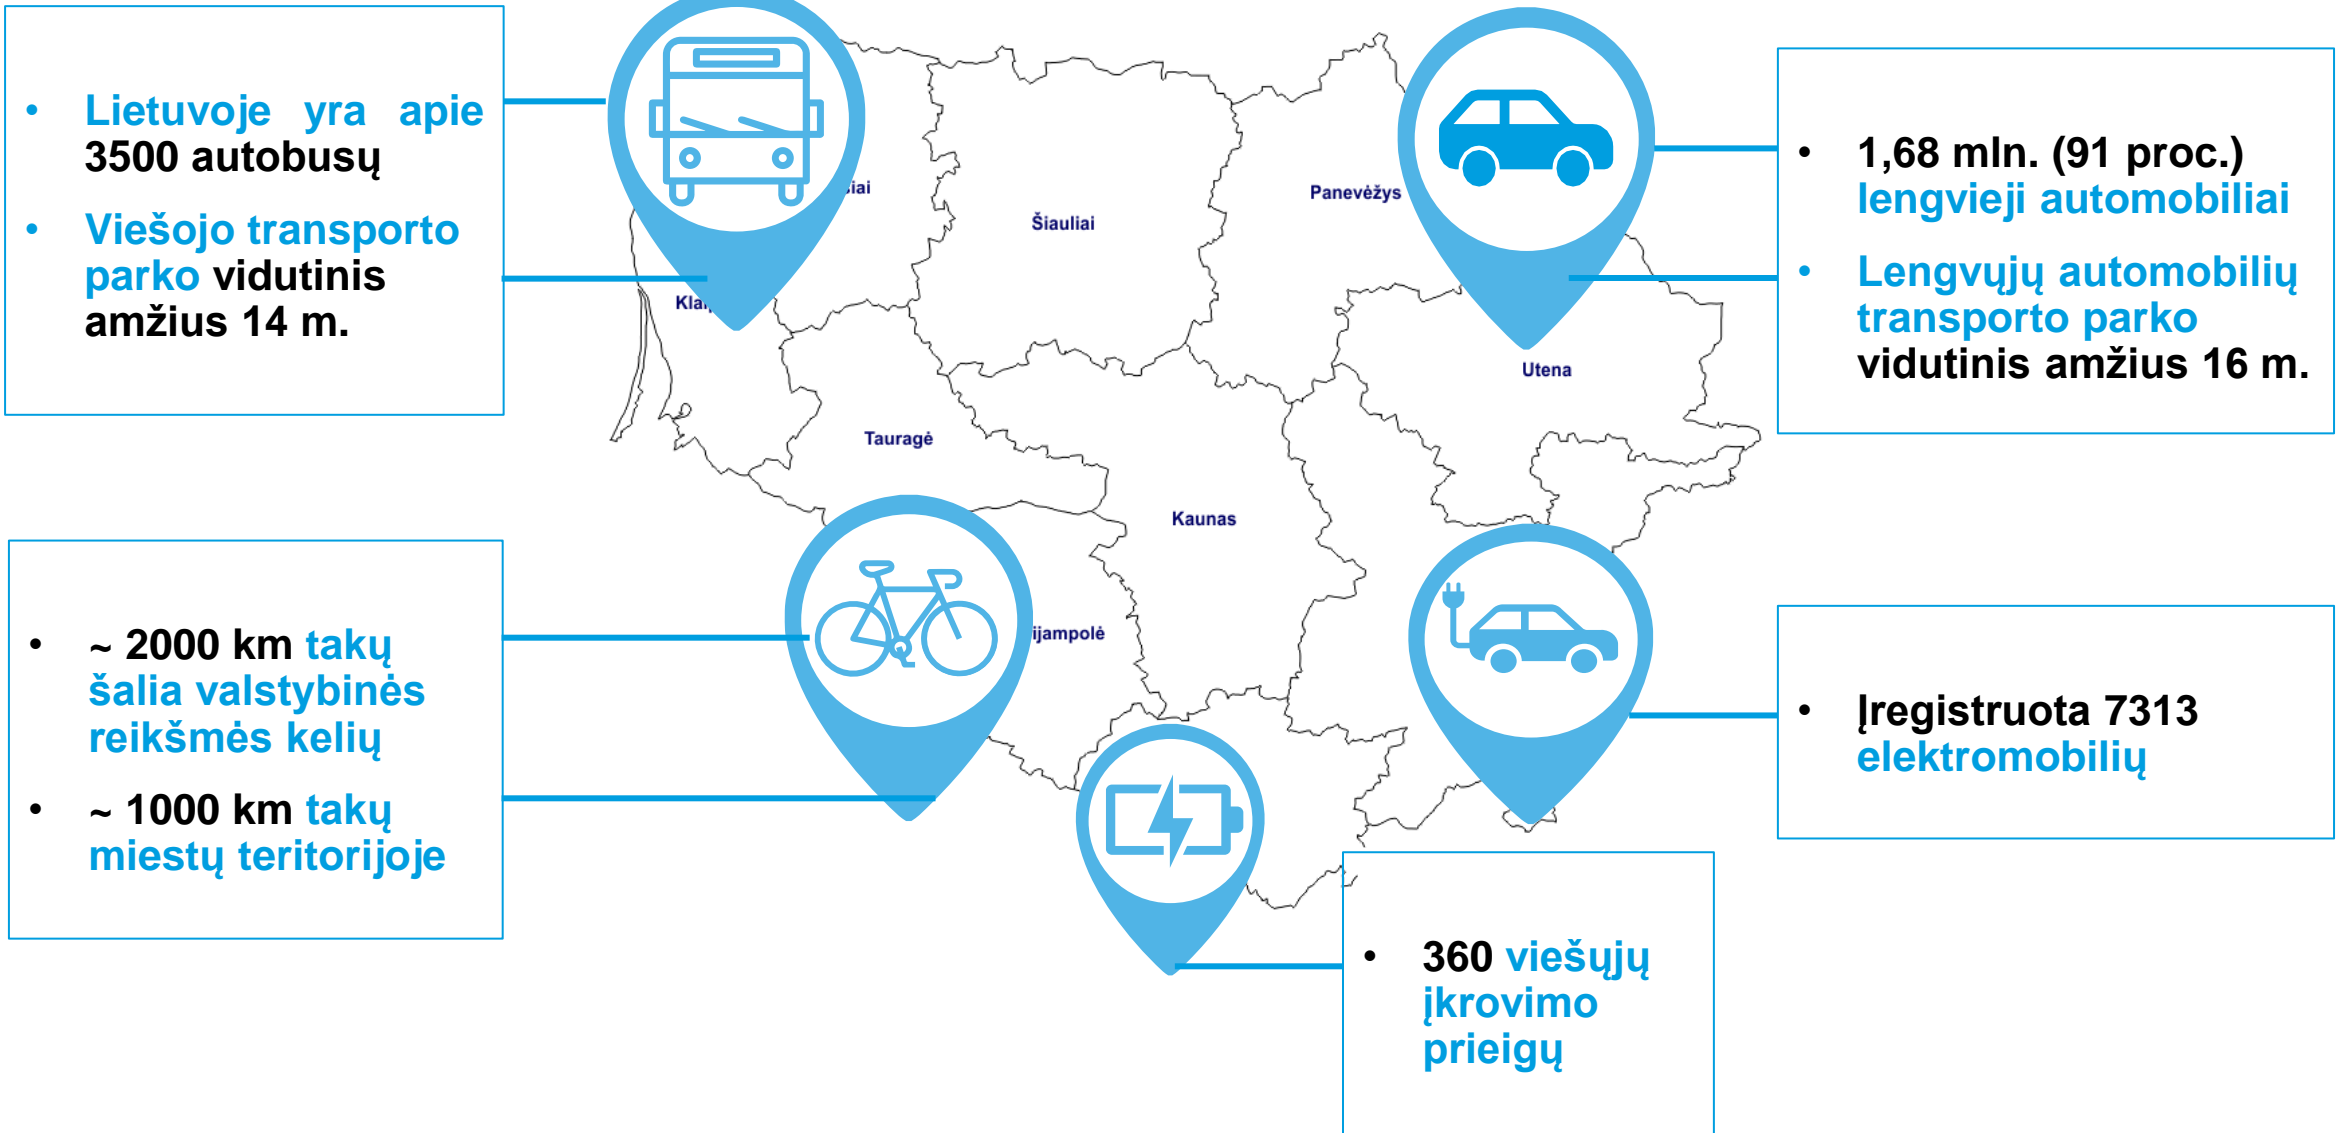 Lietuvoje yra apie
3500 autobusų
Viešojo transporto
parko vidutinis
amžius 14 m.
1,68 mln. (91 proc.)
lengvieji automobiliai
Lengvųjų automobilių
transporto parko
vidutinis amžius 16 m.
Panevėžys
Šiauliai
Utena
Tauragė
Kaunas
~ 2000 km takų
šalia valstybinės
reikšmės kelių
~ 1000 km takų
miestų teritorijoje
Įregistruota 7313
elektromobilių
360 viešųjų
įkrovimo
prieigų